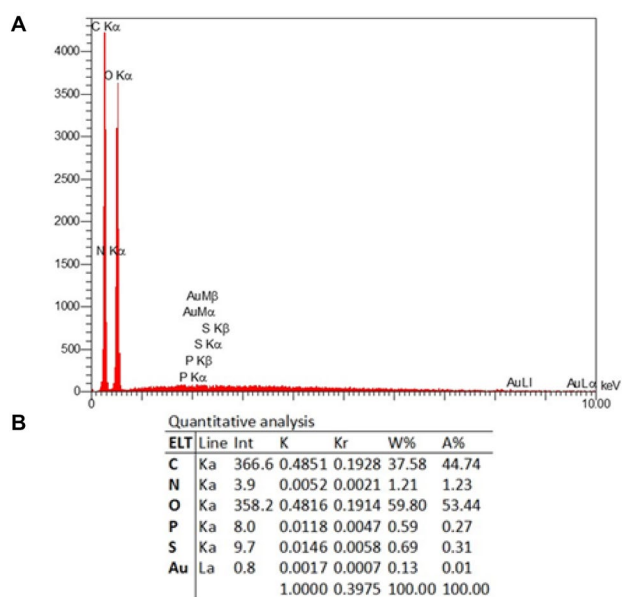 A
C Kα
4000
O Kα
3500
3000
2500
2000
N Kα
1500
AuMβ
1000
AuMα
S Kβ
S Kα
500
P Kβ
P Kα
AuLl
AuLα keV
0
0
1000
B
Quantitative analysis
ELT Line Int K Kr W% A%
C Ka 366.6 0.4851 0.1928 37.58 44.74
N Ka 3.9 0.0052 0.0021 1.21 1.23
O Ka 358.2 0.4816 0.1914 59.80 53.44
P Ka 8.0 0.0118 0.0047 0.59 0.27
S Ka 9.7 0.0146 0.0058 0.69 0.31
Au La 0.8 0.0017 0.0007 0.13 0.01
1.0000 0.3975 100.00 100.00